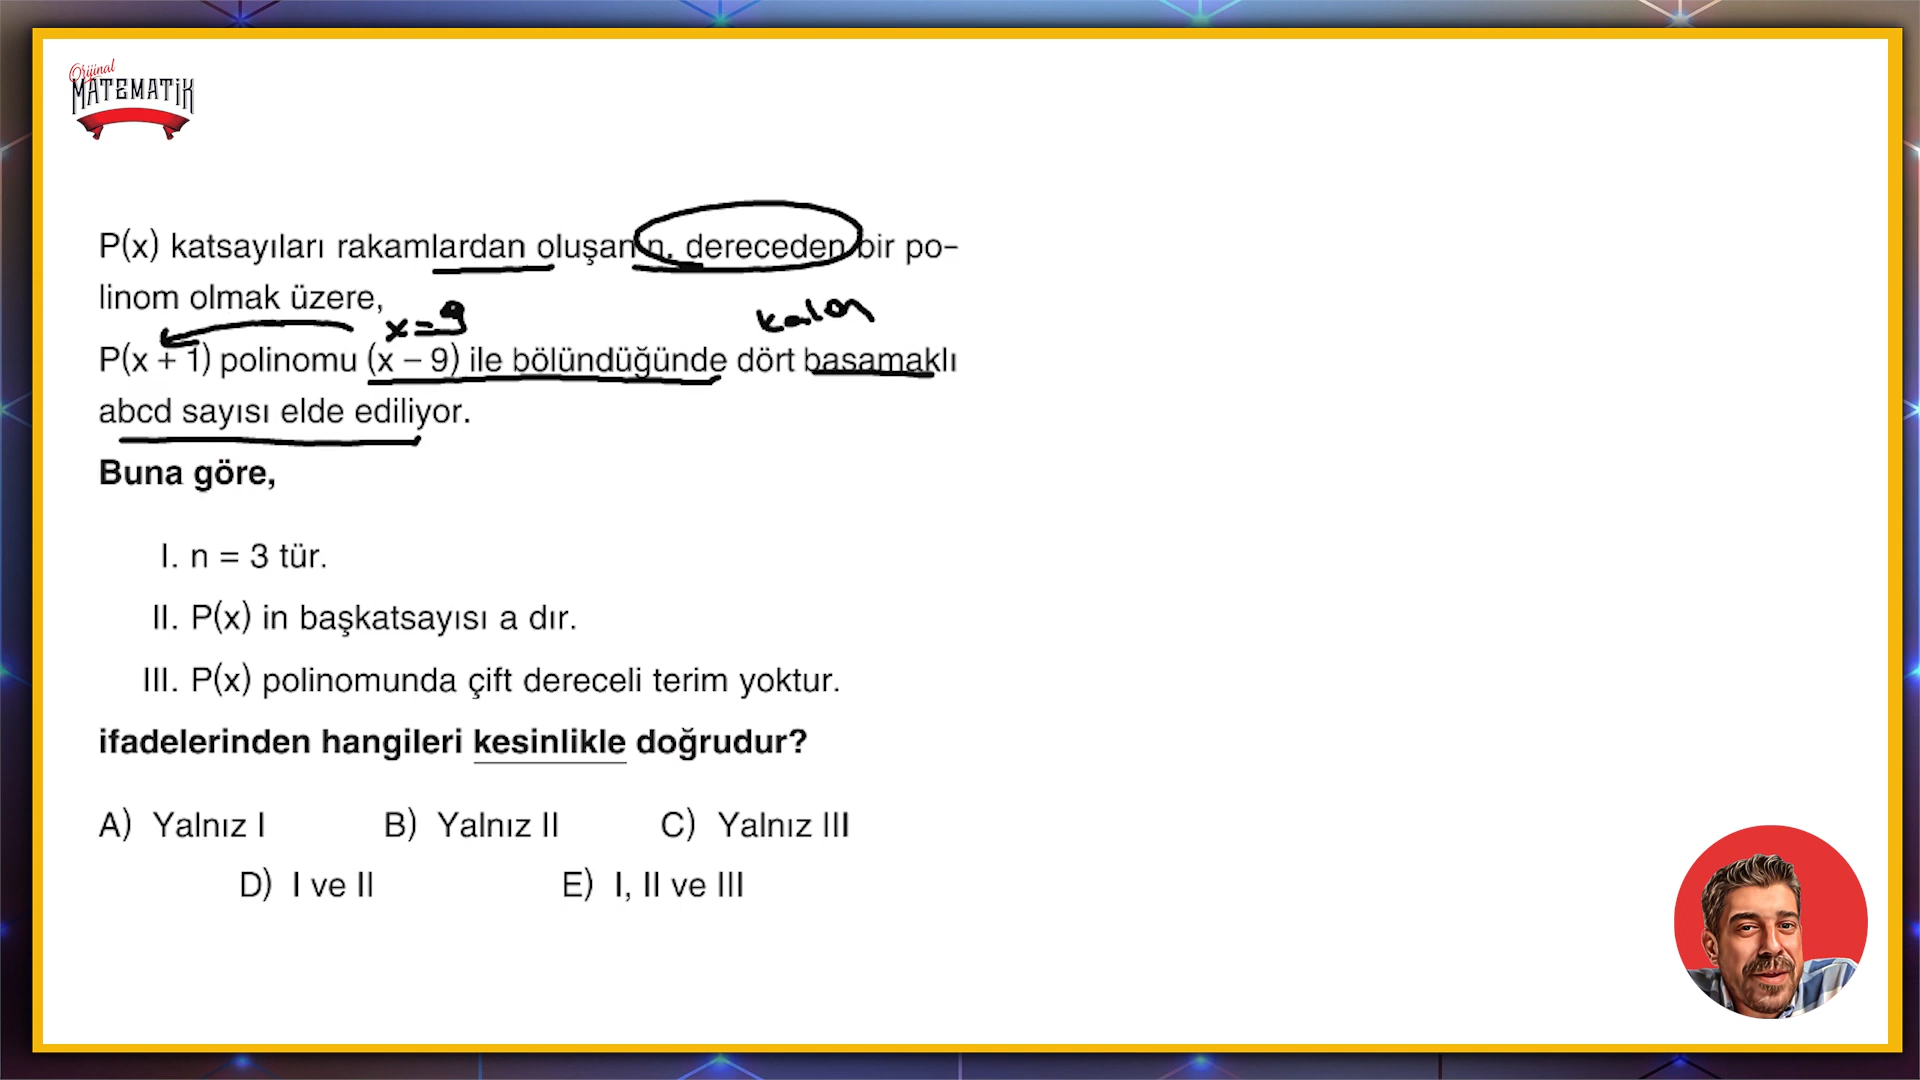 Orijinal
MATEMATİK
P(x) katsayıları rakamlardan oluşan n. dereceden bir po-
linom olmak üzere,
x=9
kalan
P(x + 1) polinomu (x – 9) ile bölündüğünde dört basamaklı
abcd sayısı elde ediliyor.
Buna göre,
I. n = 3 tür.
II. P(x) in başkatsayısı a dır.
III. P(x) polinomunda çift dereceli terim yoktur.
ifadelerinden hangileri kesinlikle doğrudur?
A) Yalnız I B) Yalnız II C) Yalnız III
D) I ve II E) I, II ve III